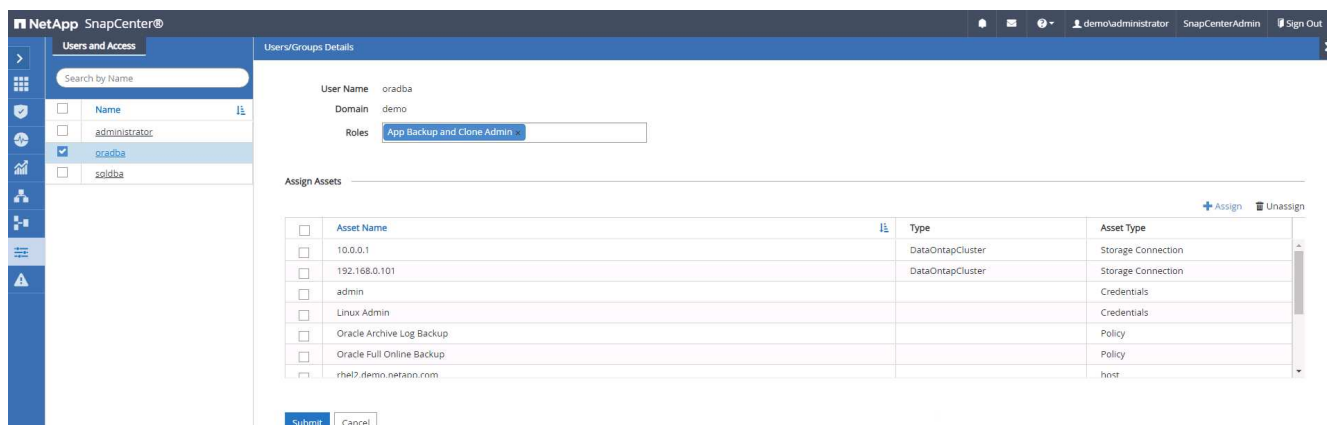 NetApp SnapCenter®
demo\administrator SnapCenterAdmin Sign Out
Users and Access
Users/Groups Details
Search by Name
Name
administrator
oradba
sqldba
User Name oradba
Domain demo
Roles App Backup and Clone Admin ×
Assign Assets
+ Assign Unassign
Asset Name Type Asset Type
10.0.0.1 DataOntapCluster Storage Connection
192.168.0.101 DataOntapCluster Storage Connection
admin Credentials
Linux Admin Credentials
Oracle Archive Log Backup Policy
Oracle Full Online Backup Policy
rhel2.demo.netapp.com host
Submit Cancel